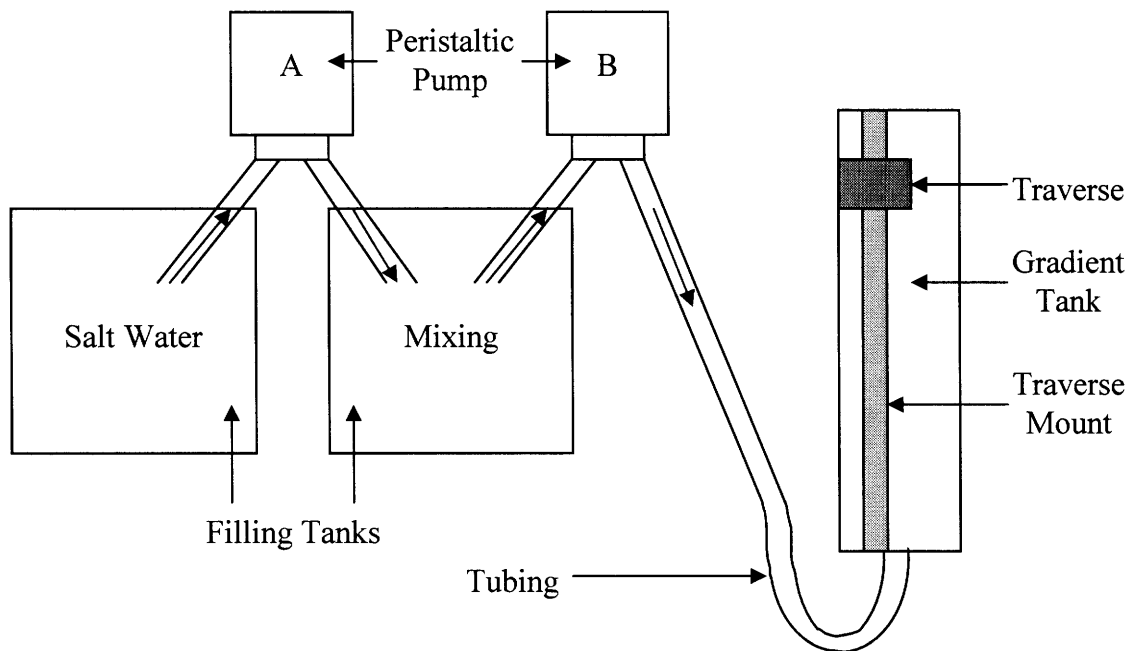 A
Peristaltic
Pump
B
Traverse
Gradient
Tank
Salt Water
Mixing
Traverse
Mount
Filling Tanks
Tubing